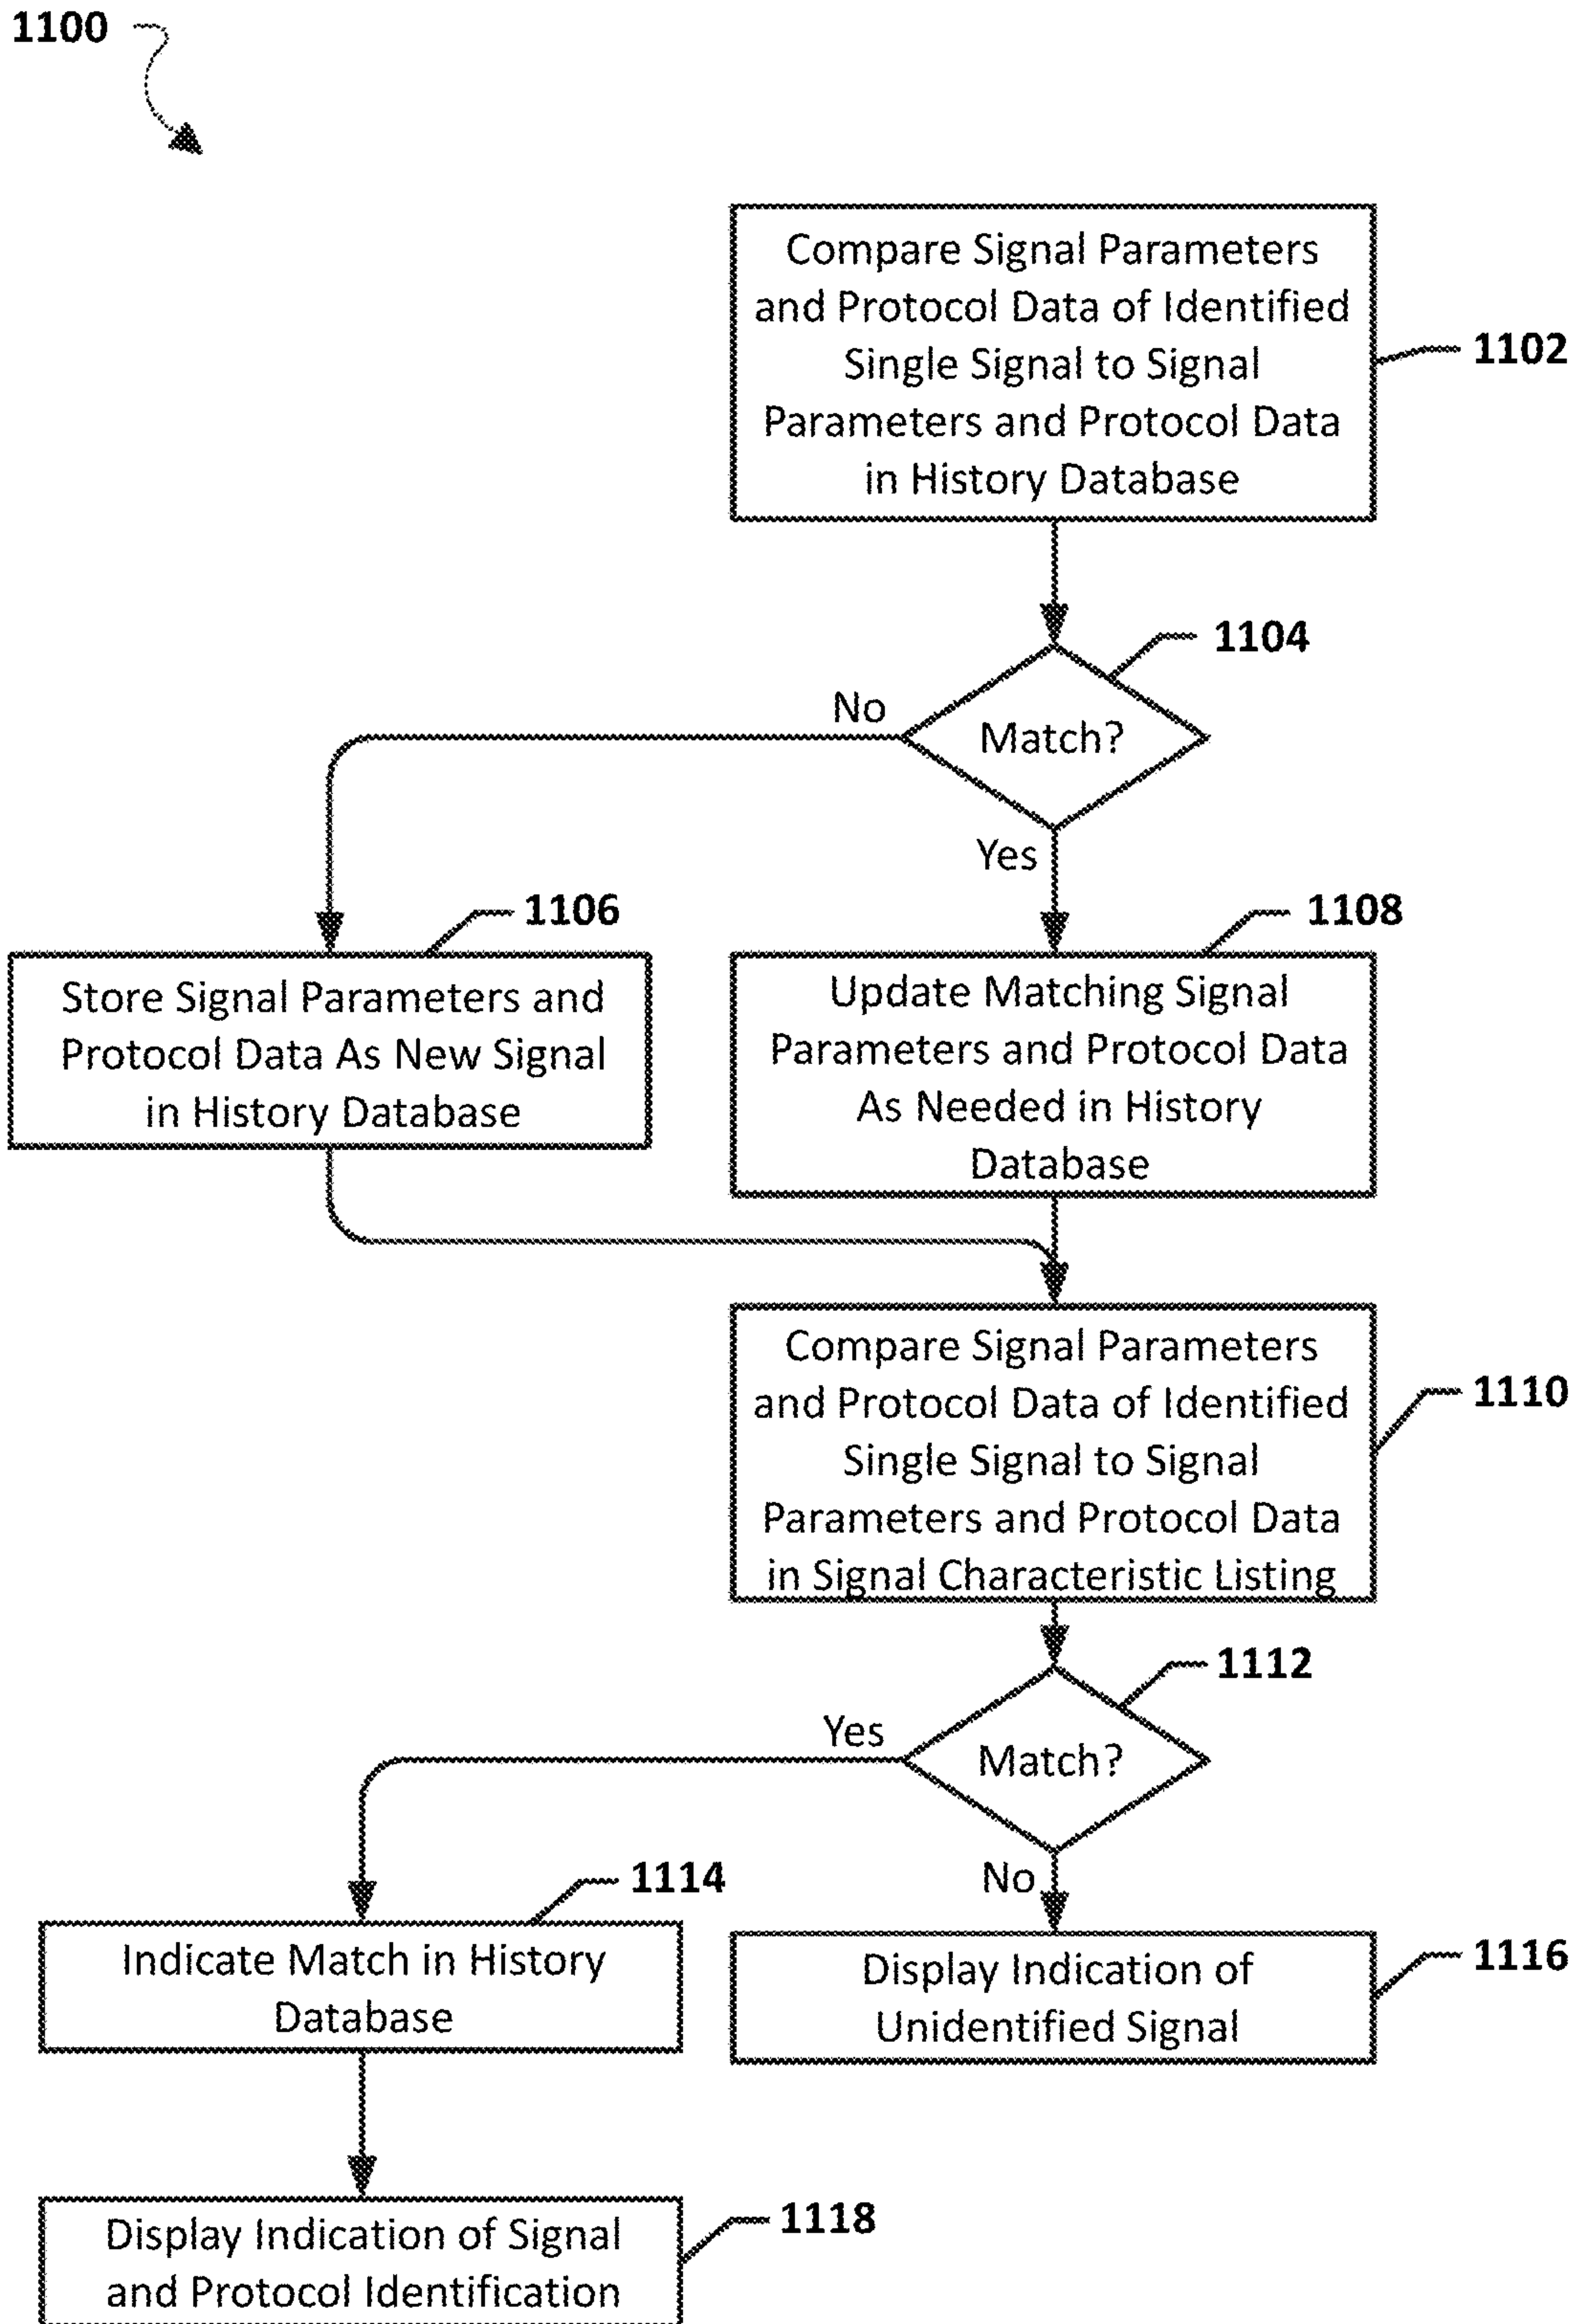 1100
Compare Signal Parameters
and Protocol Data of Identified
Single Signal to Signal
Parameters and Protocol Data
in History Database
1102
1104
No
Match?
Yes
1106
1108
Store Signal Parameters and
Protocol Data As New Signal
in History Database
Update Matching Signal
Parameters and Protocol Data
As Needed in History
Database
Compare Signal Parameters
and Protocol Data of Identified
Single Signal to Signal
Parameters and Protocol Data
in Signal Characteristic Listing
1110
1112
Yes
Match?
No
1114
Indicate Match in History
Database
Display Indication of
Unidentified Signal
1116
Display Indication of Signal
and Protocol Identification
1118